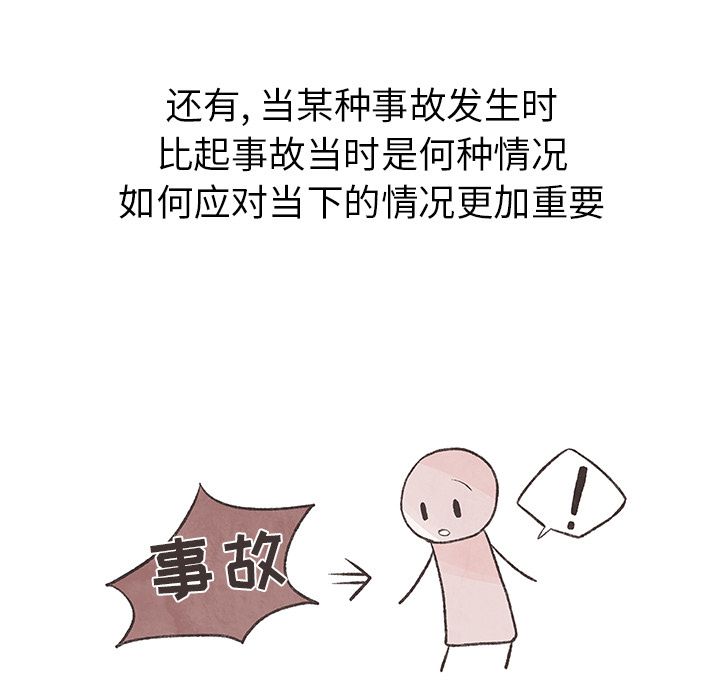 还有, 当某种事故发生时
比起事故当时是何种情况
如何应对当下的情况更加重要
!
事故